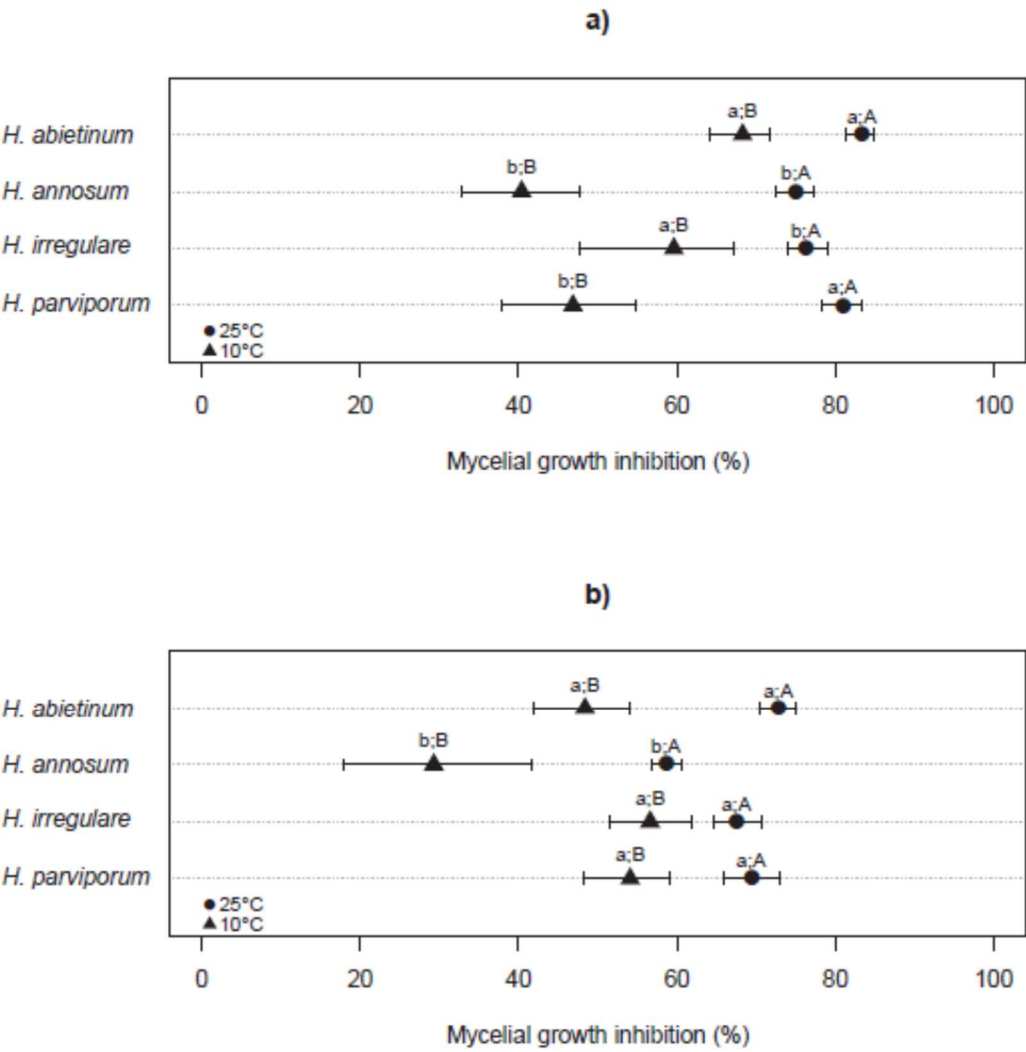 a)
a;B a;A
H. abietinum
b;B b;A
H. annosum
a;B b;A
H. irregulare
b;B a;A
H. parviporum
● 25°C
▲ 10°C
0 20 40 60 80 100
Mycelial growth inhibition (%)
b)
a;B a;A
H. abietinum
b;B b;A
H. annosum
a;B a;A
H. irregulare
a;B a;A
H. parviporum
● 25°C
▲ 10°C
0 20 40 60 80 100
Mycelial growth inhibition (%)